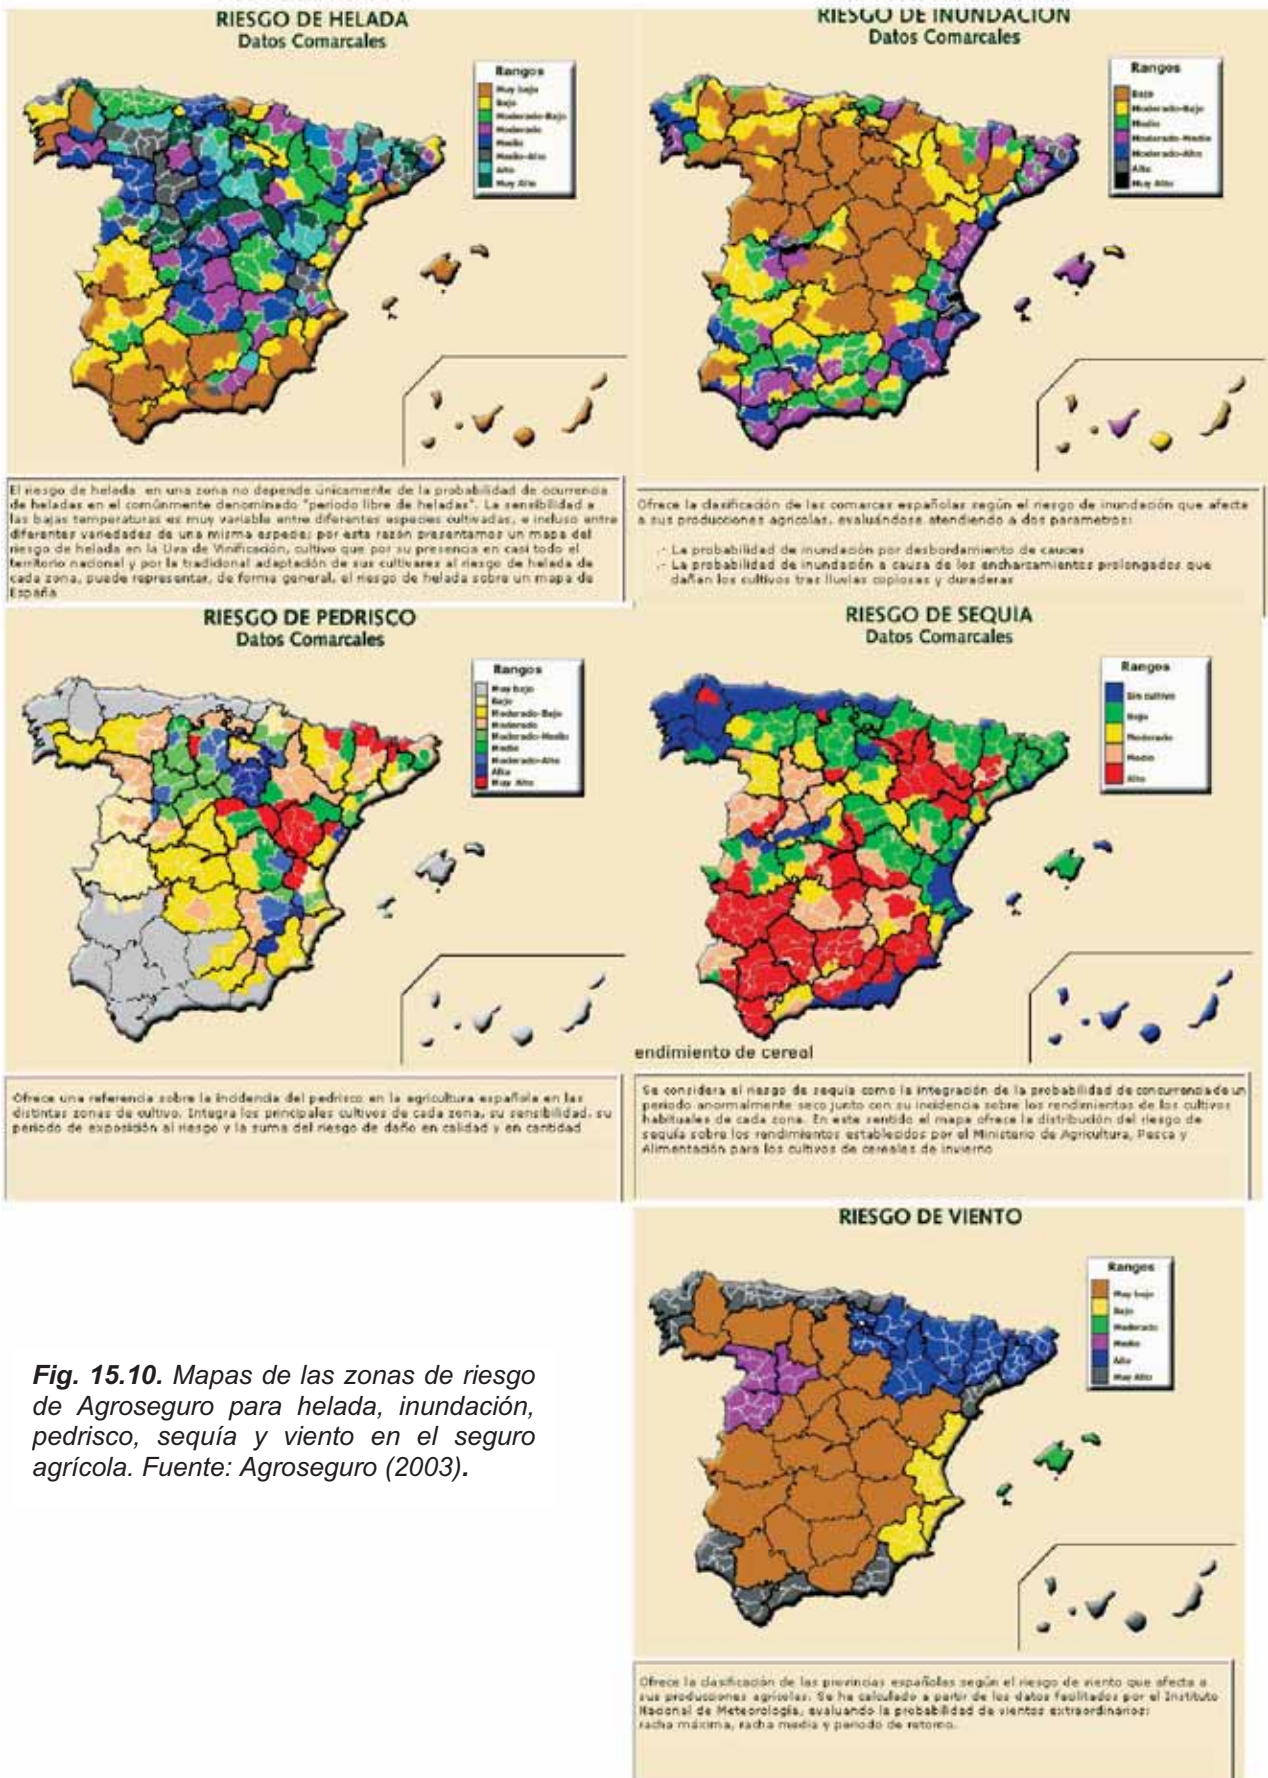 RIESGO DE HELADA
Datos Comarcales
Rangos
Muy bajo
Bajo
Moderado-Bajo
Moderado
Medio
Medio-Alto
Alto
Muy Alto
El riesgo de helada en una zona no depende únicamente de la probabilidad de ocurrencia
de heladas en el comúnmente denominado "periodo libre de heladas". La sensibilidad a
las bajas temperaturas es muy variable entre diferentes especies cultivadas, e incluso entre
diferentes variedades de una misma especie; por esta razón presentamos un mapa del
riesgo de helada en la Uva de Vinificación, cultivo que por su presencia en casi todo el
territorio nacional y por la tradicional adaptación de sus cultivares al riesgo de helada de
cada zona, puede representar, de forma general, el riesgo de helada sobre un mapa de
España
RIESGO DE INUNDACIÓN
Datos Comarcales
Rangos
Bajo
Moderado-Bajo
Medio
Moderado-Medio
Moderado-Alto
Alto
Muy Alto
Ofrece la clasificación de las comarcas españolas según el riesgo de inundación que afecta
a sus producciones agrícolas, evaluándose atendiendo a dos parametros:
.- La probabilidad de inundación por desbordamiento de cauces
.- La probabilidad de inundación a causa de los encharcamientos prolongados que
dañan los cultivos tras lluvias copiosas y duraderas
RIESGO DE PEDRISCO
Datos Comarcales
Rangos
Muy bajo
Bajo
Moderado-Bajo
Moderado
Moderado-Medio
Medio
Moderado-Alto
Alto
Muy Alto
Ofrece una referencia sobre la incidencia del pedrisco en la agricultura española en las
distintas zonas de cultivo. Integra los principales cultivos de cada zona, su sensibilidad, su
periodo de exposición al riesgo y la suma del riesgo de daño en calidad y en cantidad
RIESGO DE SEQUIA
Datos Comarcales
Rangos
Sin cultivo
Bajo
Moderado
Medio
Alto
endimiento de cereal
Se considera el riesgo de sequía como la integración de la probabilidad de concurrencia de un
periodo anormalmente seco junto con su incidencia sobre los rendimientos de los cultivos
habituales de cada zona. En este sentido el mapa ofrece la distribución del riesgo de
sequía sobre los rendimientos establecidos por el Ministerio de Agricultura, Pesca y
Alimentación para los cultivos de cereales de invierno
RIESGO DE VIENTO
Rangos
Muy bajo
Bajo
Moderado
Medio
Alto
Muy Alto
Ofrece la clasificación de las provincias españolas según el riesgo de viento que afecta a
sus producciones agrícolas. Se ha calculado a partir de los datos facilitados por el Instituto
Nacional de Meteorología, evaluando la probabilidad de vientos extraordinarios:
racha máxima, racha media y periodo de retorno.
Fig. 15.10. Mapas de las zonas de riesgo
de Agroseguro para helada, inundación,
pedrisco, sequía y viento en el seguro
agrícola. Fuente: Agroseguro (2003).